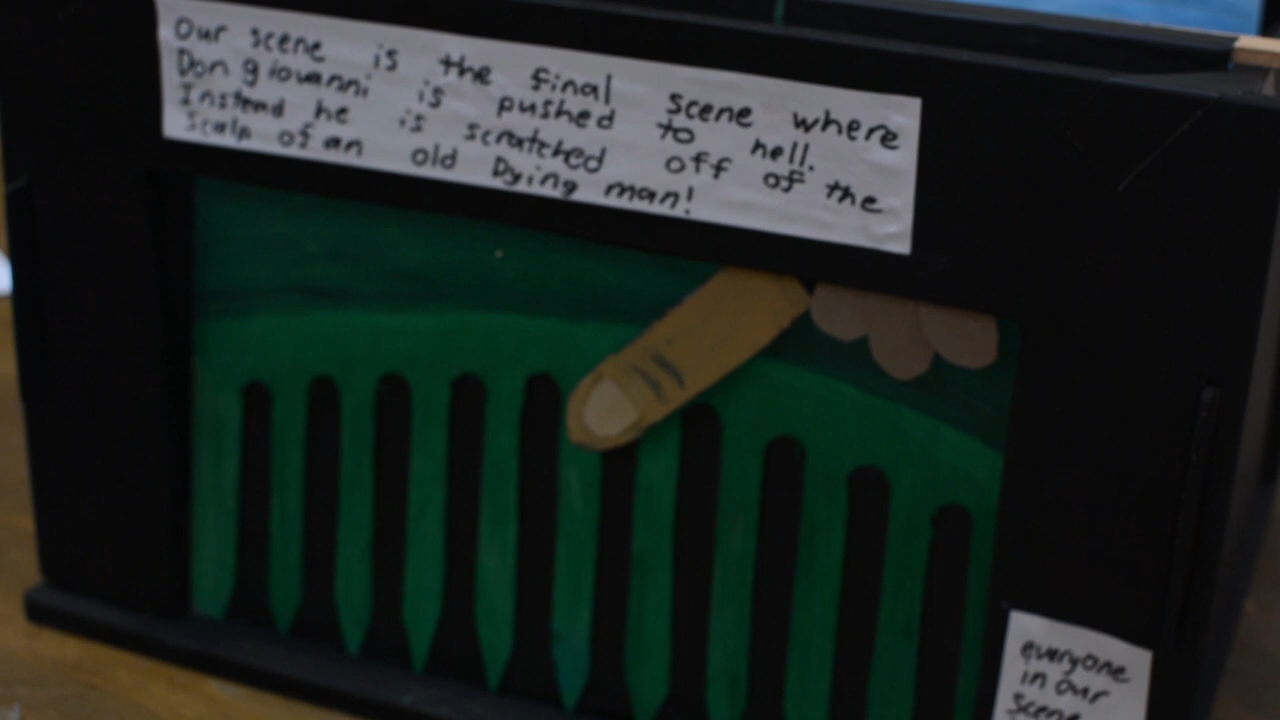 Our scene is the final scene where
Don giovanni is pushed to hell.
Instead he is scratched off of the
scalp of an old Dying man!
everyone
in our
scene